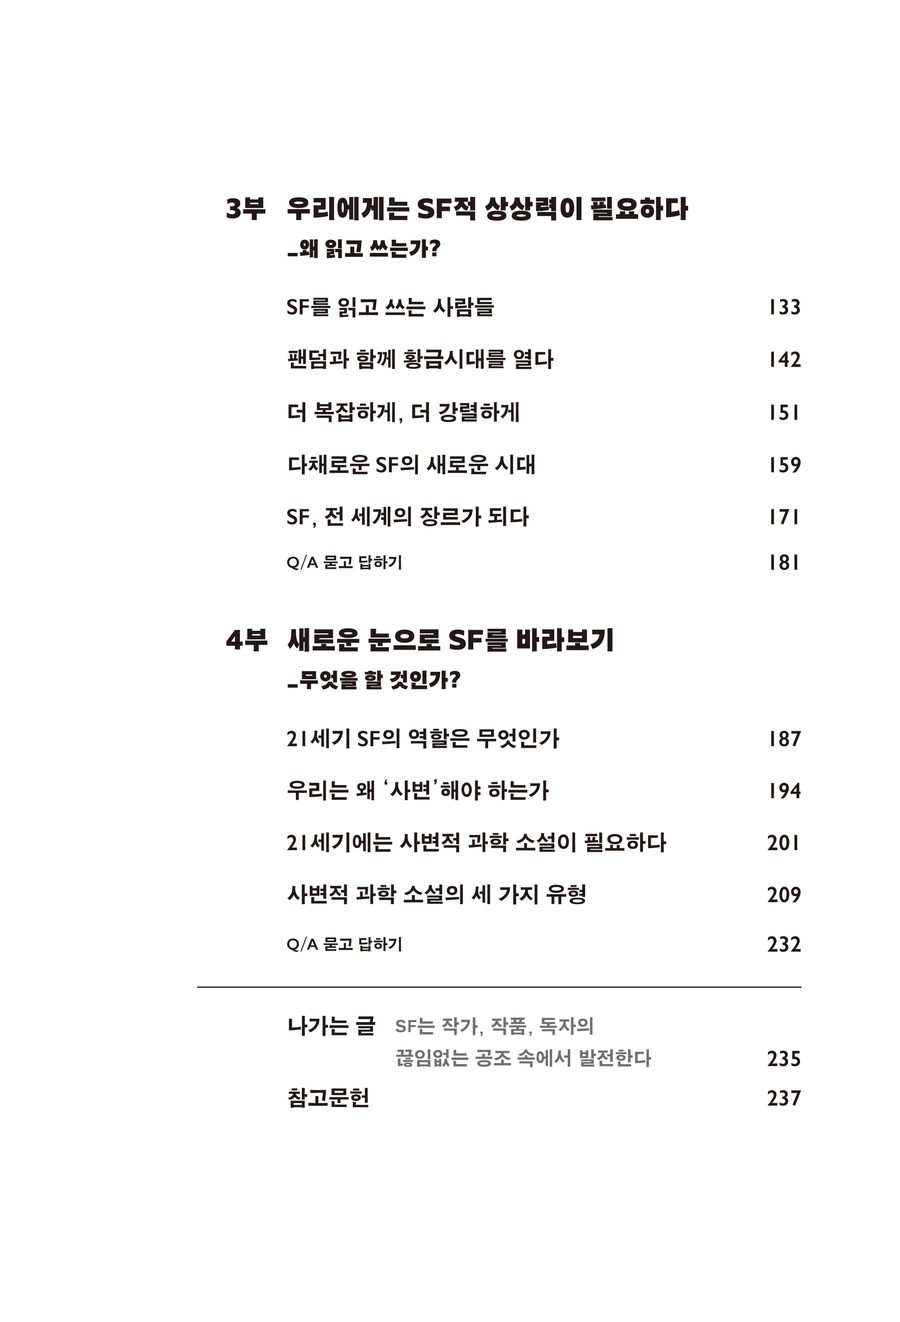 3부 우리에게는 SF적 상상력이 필요하다
_왜 읽고 쓰는가?
SF를 읽고 쓰는 사람들 133
팬덤과 함께 황금시대를 열다 142
더 복잡하게, 더 강렬하게 151
다채로운 SF의 새로운 시대 159
SF, 전 세계의 장르가 되다 171
Q/A 묻고 답하기 181
4부 새로운 눈으로 SF를 바라보기
_무엇을 할 것인가?
21세기 SF의 역할은 무엇인가 187
우리는 왜 ‘사변’해야 하는가 194
21세기에는 사변적 과학 소설이 필요하다 201
사변적 과학 소설의 세 가지 유형 209
Q/A 묻고 답하기 232
나가는 글 SF는 작가, 작품, 독자의
끊임없는 공조 속에서 발전한다 235
참고문헌 237